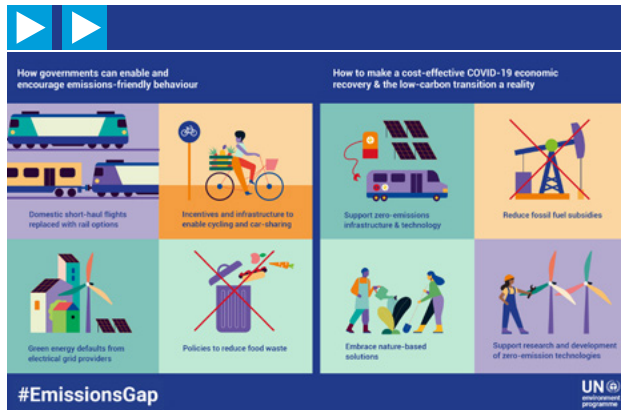 How governments can enable and
encourage emissions-friendly behaviour
How to make a cost-effective COVID-19 economic
recovery & the low-carbon transition a reality
Domestic short-haul flights
replaced with rail options
Incentives and infrastructure to
enable cycling and car-sharing
Support zero-emissions
infrastructure & technology
Reduce fossil fuel subsidies
Green energy defaults from
electrical grid providers
Policies to reduce food waste
Embrace nature-based
solutions
Support research and development
of zero-emission technologies
#EmissionsGap
UN
environment
programme